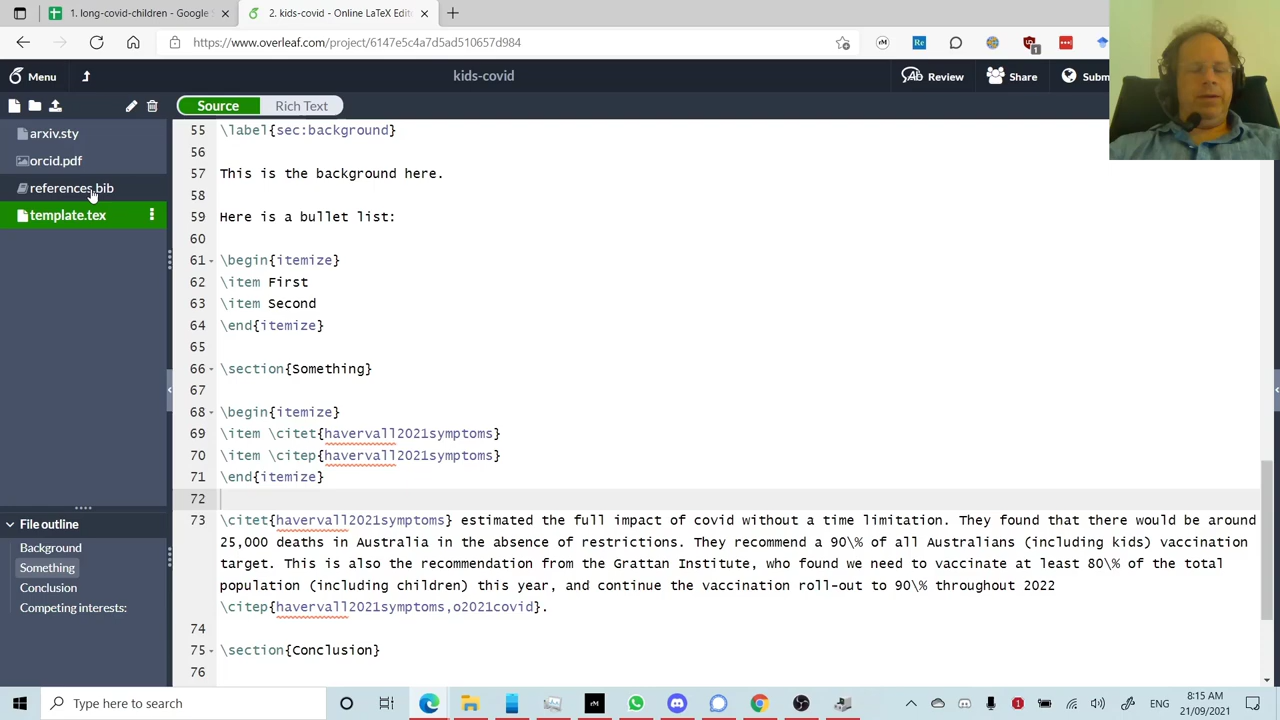 1. long-covid-children - Google
2. kids-covid - Online LaTeX Edit
https://www.overleaf.com/project/6147e5c4a7d5ad510657d984
Menu
kids-covid
Review
Share
Subm
Source
Rich Text
arxiv.sty
orcid.pdf
references.bib
template.tex
55 \label{sec:background}
56
57 This is the background here.
58
59 Here is a bullet list:
60
61 \begin{itemize}
62 \item First
63 \item Second
64 \end{itemize}
65
66 \section{Something}
67
68 \begin{itemize}
69 \item \citet{havervall2021symptoms}
70 \item \citep{havervall2021symptoms}
71 \end{itemize}
72
73 \citet{havervall2021symptoms} estimated the full impact of covid without a time limitation. They found that there would be around
25,000 deaths in Australia in the absence of restrictions. They recommend a 90\% of all Australians (including kids) vaccination
target. This is also the recommendation from the Grattan Institute, who found we need to vaccinate at least 80\% of the total
population (including children) this year, and continue the vaccination roll-out to 90\% throughout 2022
\citep{havervall2021symptoms,o2021covid}.
74
75 \section{Conclusion}
76
File outline
Background
Something
Conclusion
Competing interests:
Type here to search
ENG
8:15 AM
21/09/2021